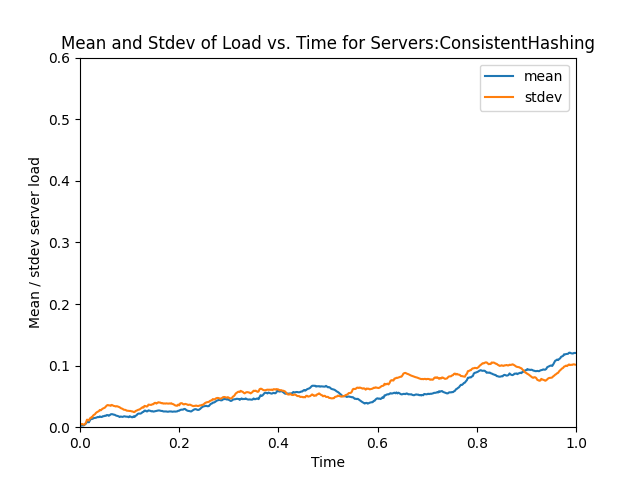 Mean and Stdev of Load vs. Time for Servers:ConsistentHashing
mean
stdev
Mean / stdev server load
0.6
0.5
0.4
0.3
0.2
0.1
0.0
0.0 0.2 0.4 0.6 0.8 1.0
Time